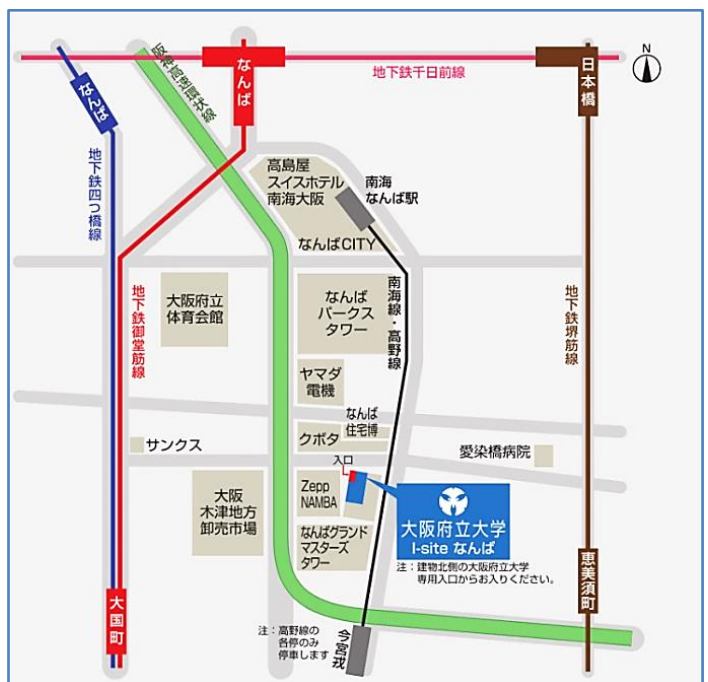 N
なんば
なんば
阪神高速環状線
地下鉄千日前線
日本橋
地下鉄四つ橋線
高島屋
スイスホテル
南海大阪
南海
なんば駅
なんばCITY
地下鉄御堂筋線
大阪府立
体育会館
なんば
パークス
タワー
南海線・高野線
地下鉄堺筋線
ヤマダ
電機
なんば
住宅博
クボタ
サンクス
愛染橋病院
入口
Zepp
NAMBA
大阪
木津地方
卸売市場
大阪府立大学
I-site なんば
なんばグランド
マスターズ
タワー
注：建物北側の大阪府立大学
専用入口からお入りください。
恵美須町
大国町
注：高野線の
各停のみ
停車します
今宮戎